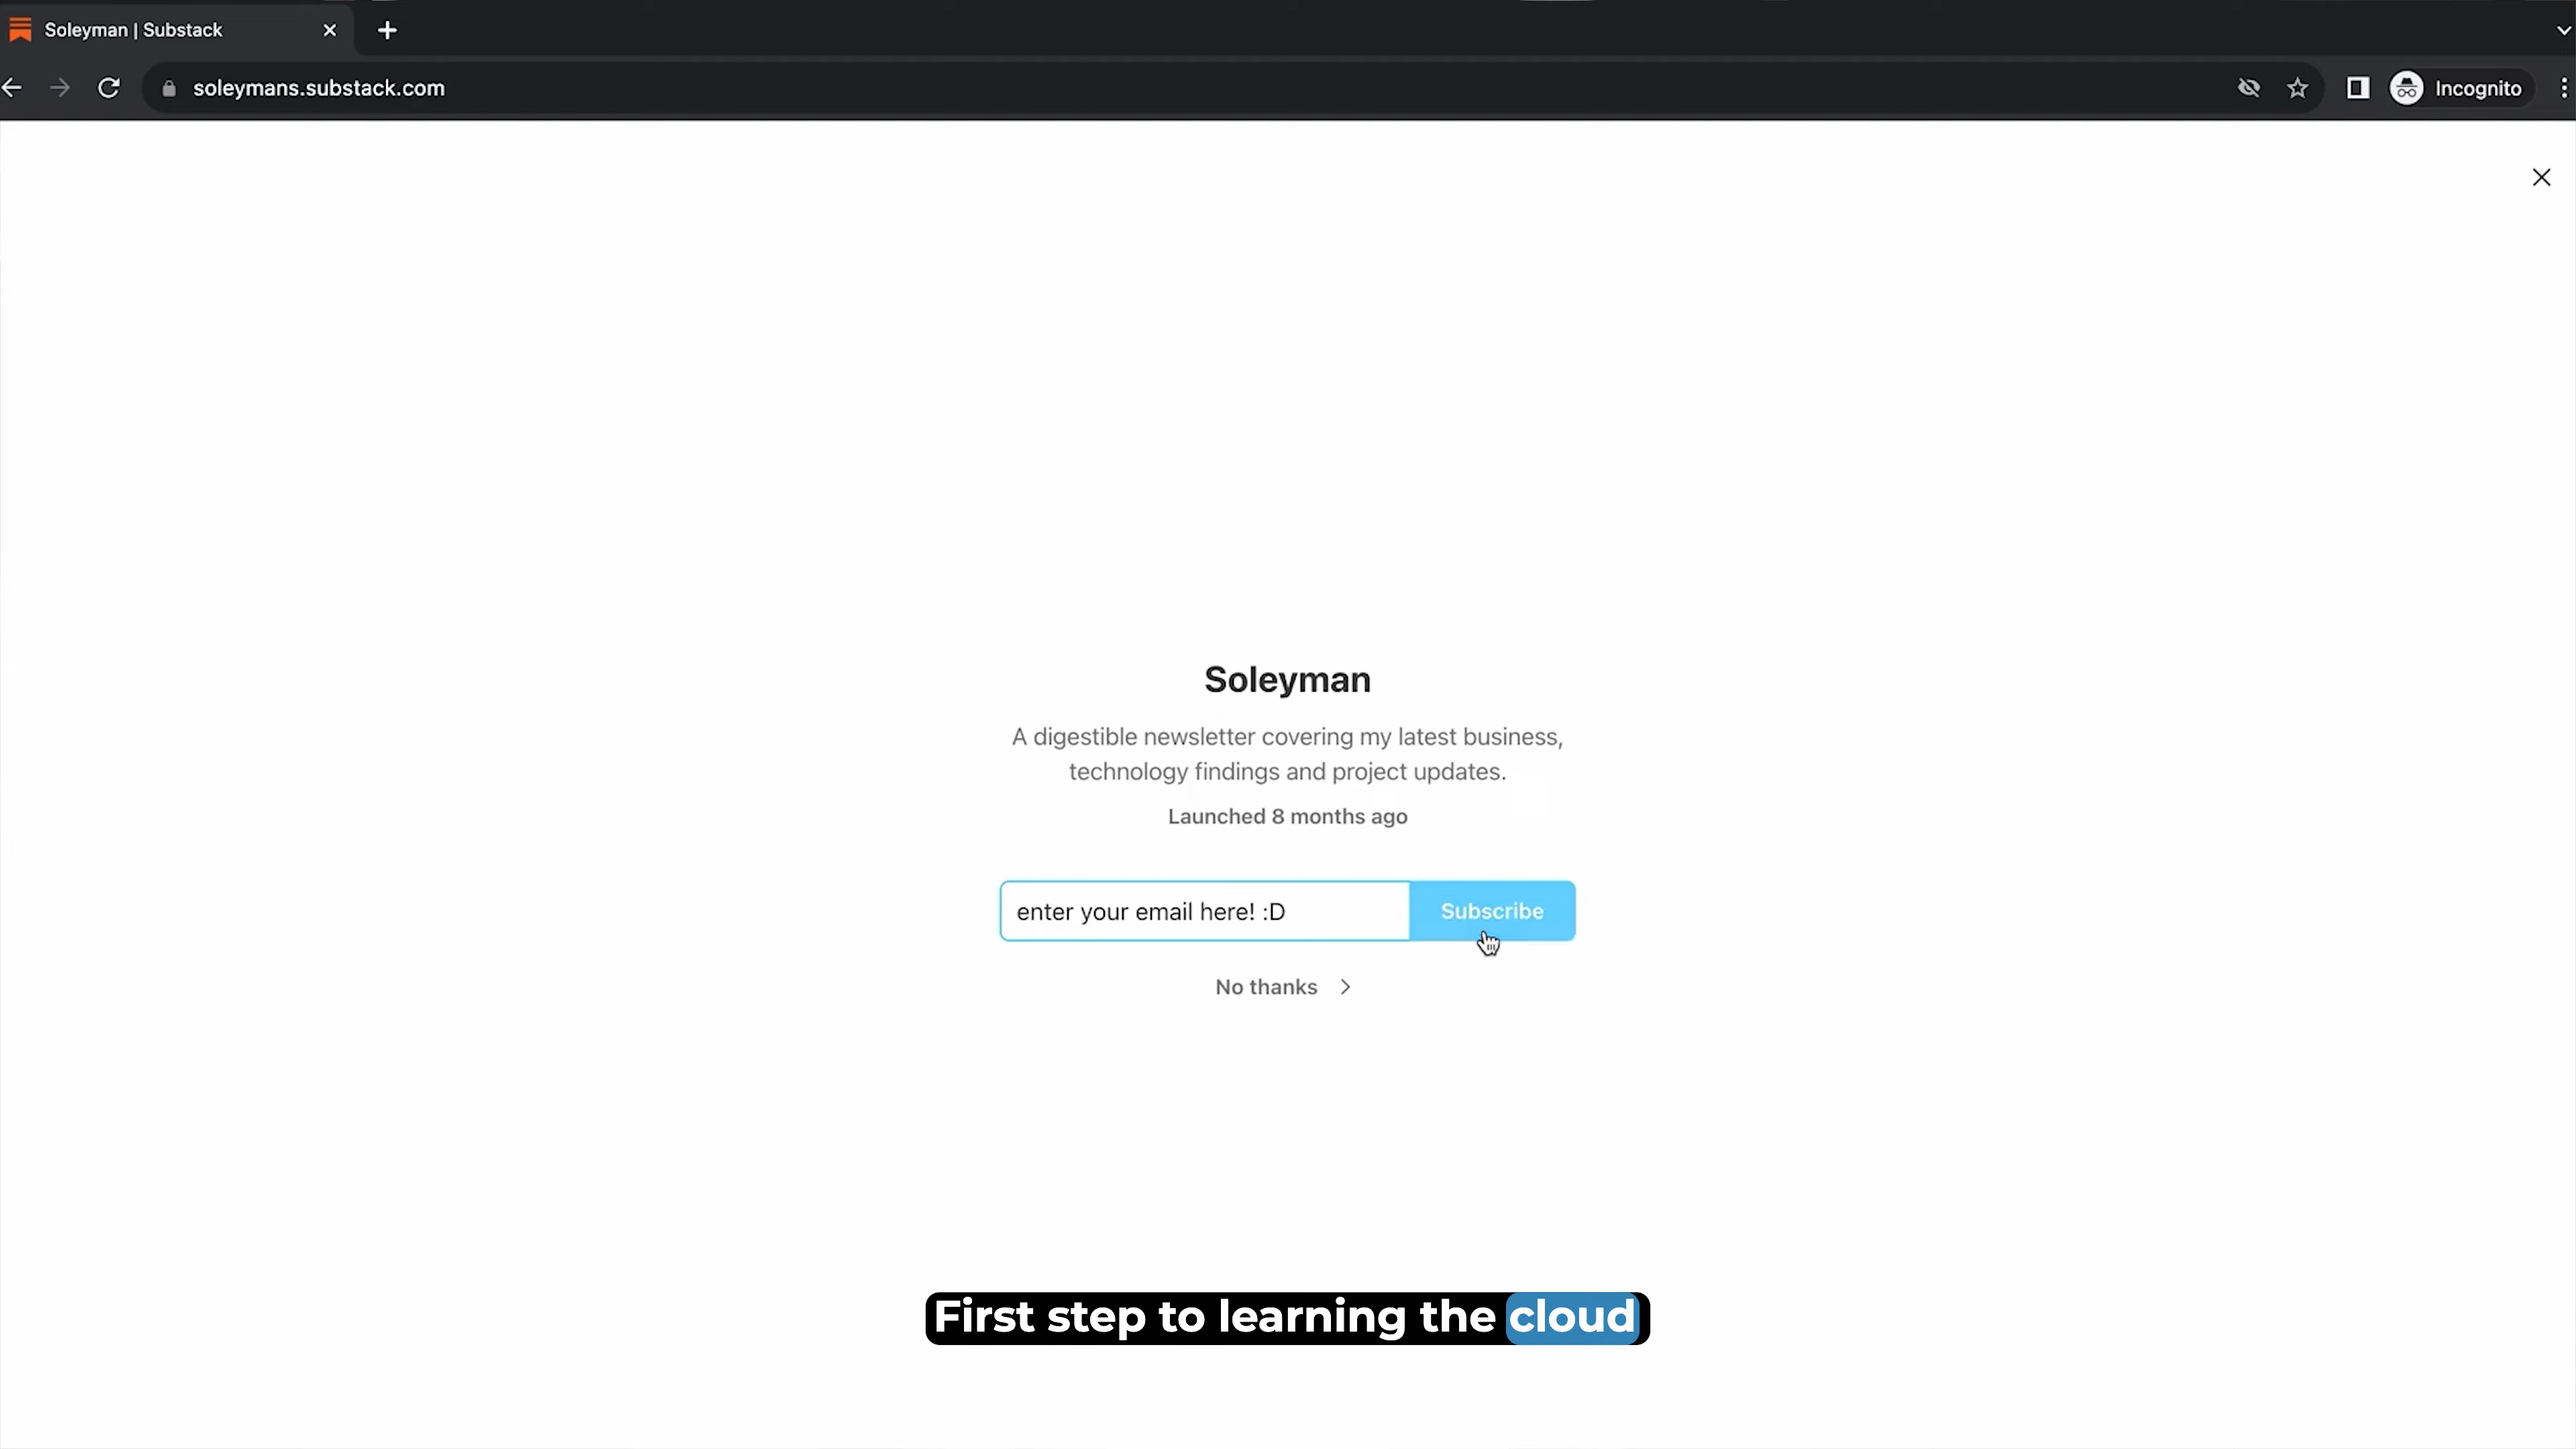 Soleyman | Substack
soleymans.substack.com
Incognito
Soleyman
A digestible newsletter covering my latest business,
technology findings and project updates.
Launched 8 months ago
enter your email here! :D
Subscribe
No thanks
First step to learning the cloud